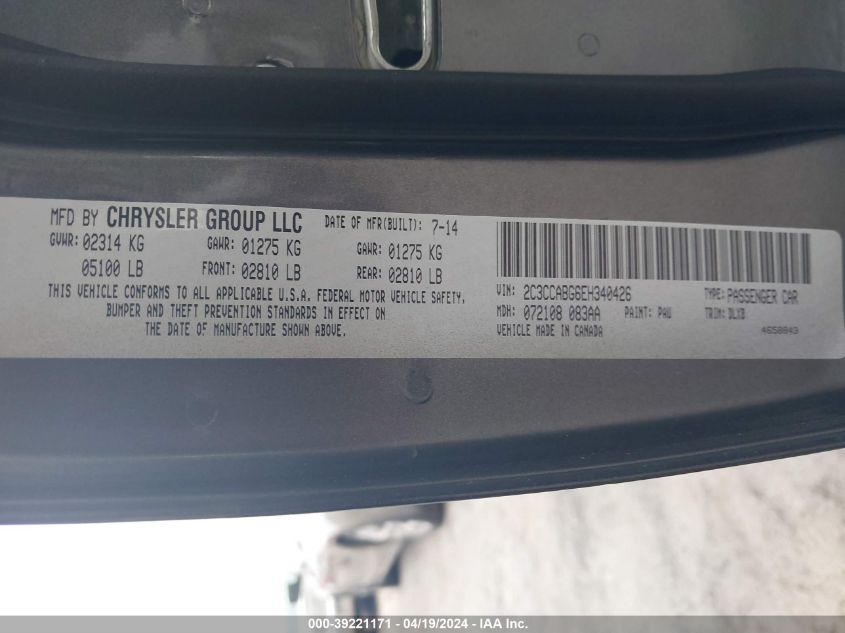 MFD BY CHRYSLER GROUP LLC DATE OF MFR(BUILT): 7-14
GVWR: 02314 KG GAWR: 01275 KG GAWR: 01275 KG
05100 LB FRONT: 02810 LB REAR: 02810 LB
THIS VEHICLE CONFORMS TO ALL APPLICABLE U.S.A. FEDERAL MOTOR VEHICLE SAFETY,
BUMPER AND THEFT PREVENTION STANDARDS IN EFFECT ON
THE DATE OF MANUFACTURE SHOWN ABOVE.
VIN: 2C3CCABG6EH340426 TYPE: PASSENGER CAR
MDH: 072108 083AA PAINT: PAU TRIM: DLX8
VEHICLE MADE IN CANADA 4658843
000-39221171 - 04/19/2024 - IAA Inc.